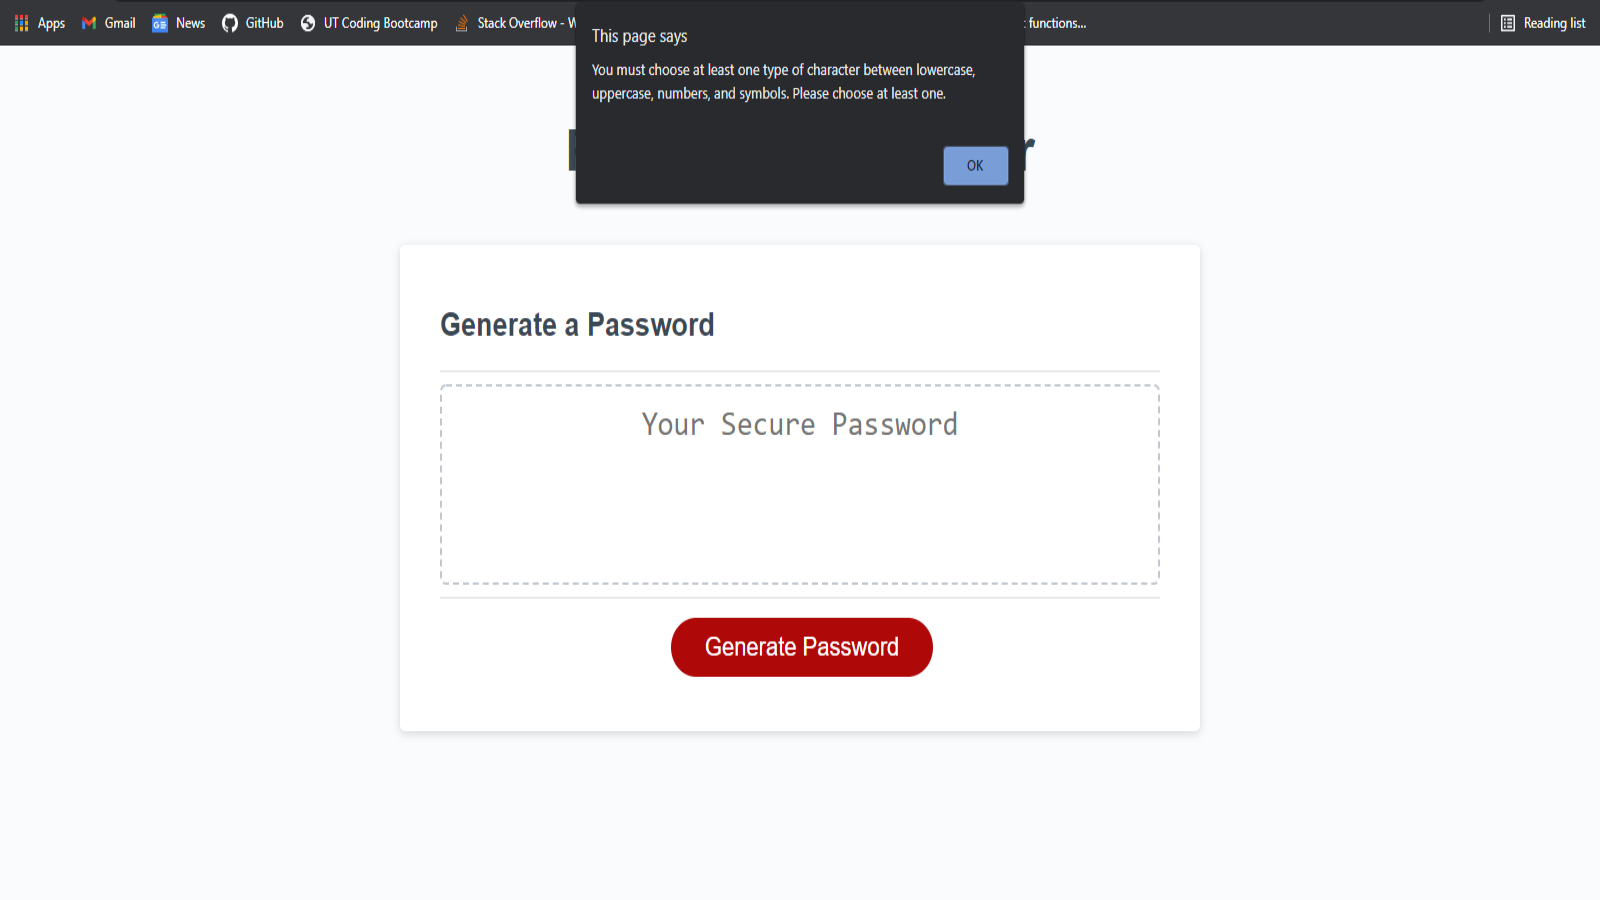 Apps Gmail News GitHub UT Coding Bootcamp Stack Overflow - functions... Reading list
This page says
You must choose at least one type of character between lowercase,
uppercase, numbers, and symbols. Please choose at least one.
OK
Generate a Password
Your Secure Password
Generate Password